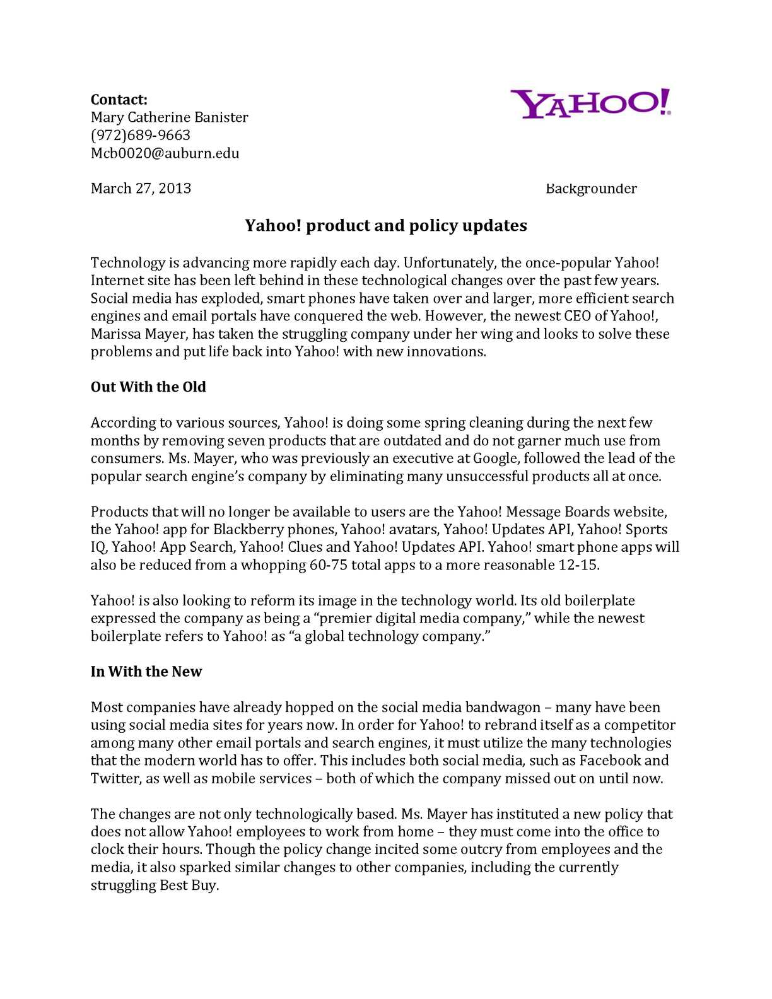 Contact:
YAHOO!
Mary Catherine Banister
(972)689-9663
Mcb0020@auburn.edu
March 27, 2013 Backgrounder
Yahoo! product and policy updates
Technology is advancing more rapidly each day. Unfortunately, the once-popular Yahoo!
Internet site has been left behind in these technological changes over the past few years.
Social media has exploded, smart phones have taken over and larger, more efficient search
engines and email portals have conquered the web. However, the newest CEO of Yahoo!,
Marissa Mayer, has taken the struggling company under her wing and looks to solve these
problems and put life back into Yahoo! with new innovations.
Out With the Old
According to various sources, Yahoo! is doing some spring cleaning during the next few
months by removing seven products that are outdated and do not garner much use from
consumers. Ms. Mayer, who was previously an executive at Google, followed the lead of the
popular search engine’s company by eliminating many unsuccessful products all at once.
Products that will no longer be available to users are the Yahoo! Message Boards website,
the Yahoo! app for Blackberry phones, Yahoo! avatars, Yahoo! Updates API, Yahoo! Sports
IQ, Yahoo! App Search, Yahoo! Clues and Yahoo! Updates API. Yahoo! smart phone apps will
also be reduced from a whopping 60-75 total apps to a more reasonable 12-15.
Yahoo! is also looking to reform its image in the technology world. Its old boilerplate
expressed the company as being a “premier digital media company,” while the newest
boilerplate refers to Yahoo! as “a global technology company.”
In With the New
Most companies have already hopped on the social media bandwagon – many have been
using social media sites for years now. In order for Yahoo! to rebrand itself as a competitor
among many other email portals and search engines, it must utilize the many technologies
that the modern world has to offer. This includes both social media, such as Facebook and
Twitter, as well as mobile services – both of which the company missed out on until now.
The changes are not only technologically based. Ms. Mayer has instituted a new policy that
does not allow Yahoo! employees to work from home – they must come into the office to
clock their hours. Though the policy change incited some outcry from employees and the
media, it also sparked similar changes to other companies, including the currently
struggling Best Buy.